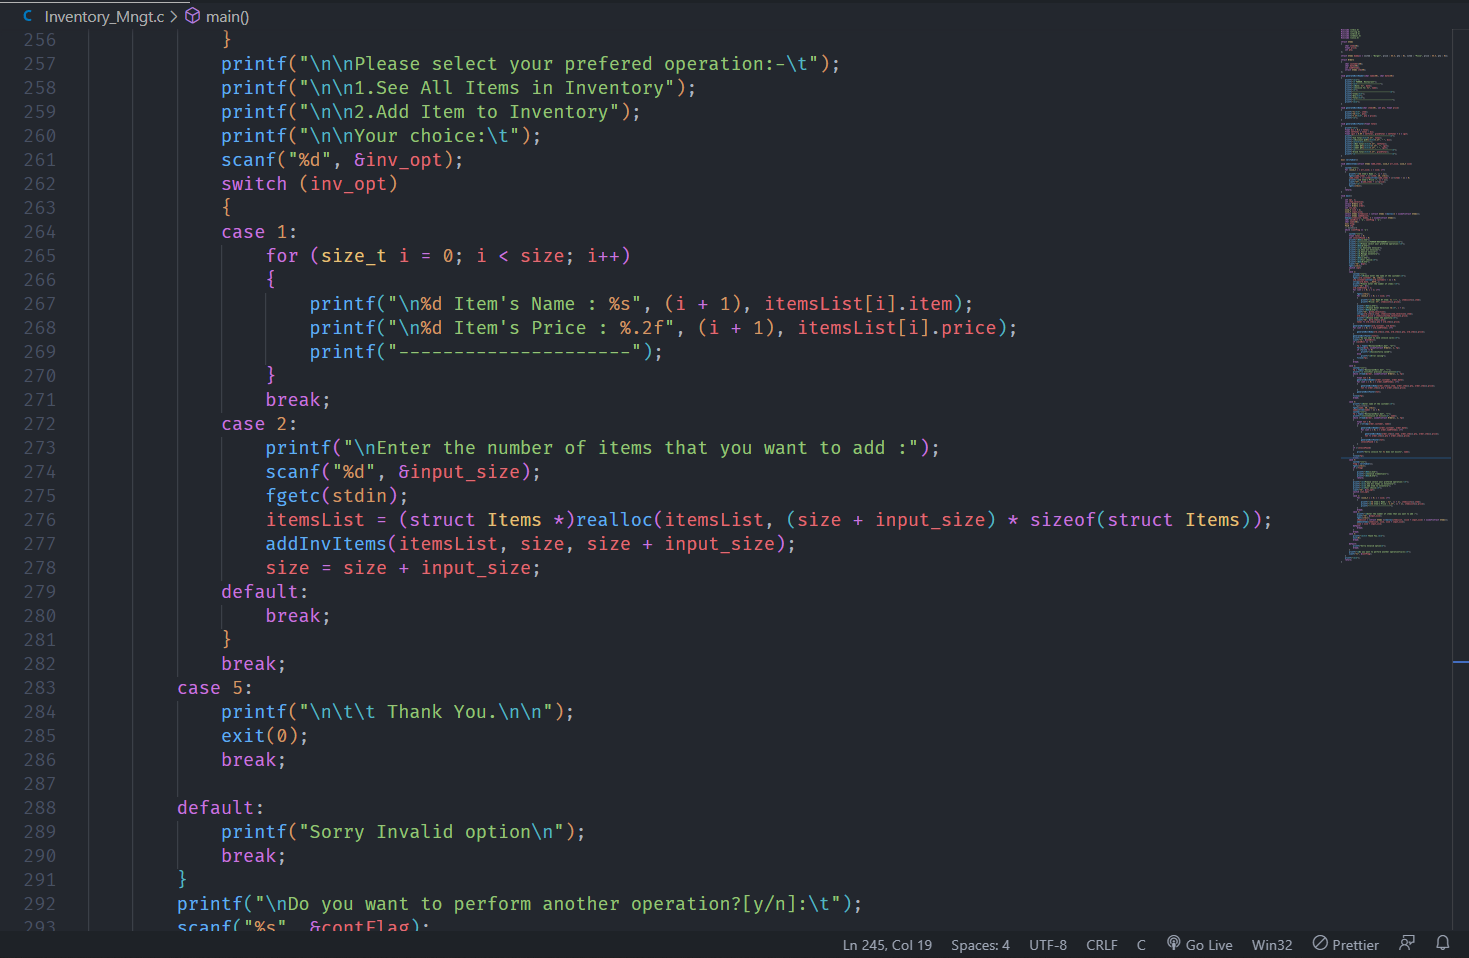 Inventory_Mngt.c > main()
256 }
257 printf("\n\nPlease select your prefered operation:-\t");
258 printf("\n\n1.See All Items in Inventory");
259 printf("\n\n2.Add Item to Inventory");
260 printf("\n\nYour choice:\t");
261 scanf("%d", &inv_opt);
262 switch (inv_opt)
263 {
264 case 1:
265 for (size_t i = 0; i < size; i++)
266 {
267 printf("\n%d Item's Name : %s", (i + 1), itemsList[i].item);
268 printf("\n%d Item's Price : %.2f", (i + 1), itemsList[i].price);
269 printf("---------------------");
270 }
271 break;
272 case 2:
273 printf("\nEnter the number of items that you want to add :");
274 scanf("%d", &input_size);
275 fgetc(stdin);
276 itemsList = (struct Items *)realloc(itemsList, (size + input_size) * sizeof(struct Items));
277 addInvItems(itemsList, size, size + input_size);
278 size = size + input_size;
279 default:
280 break;
281 }
282 break;
283 case 5:
284 printf("\n\t\t Thank You.\n\n");
285 exit(0);
286 break;
287
288 default:
289 printf("Sorry Invalid option\n");
290 break;
291 }
292 printf("\nDo you want to perform another operation?[y/n]:\t");
293 scanf("%s", &contFlag);
Ln 245, Col 19 Spaces: 4 UTF-8 CRLF C Go Live Win32 Prettier